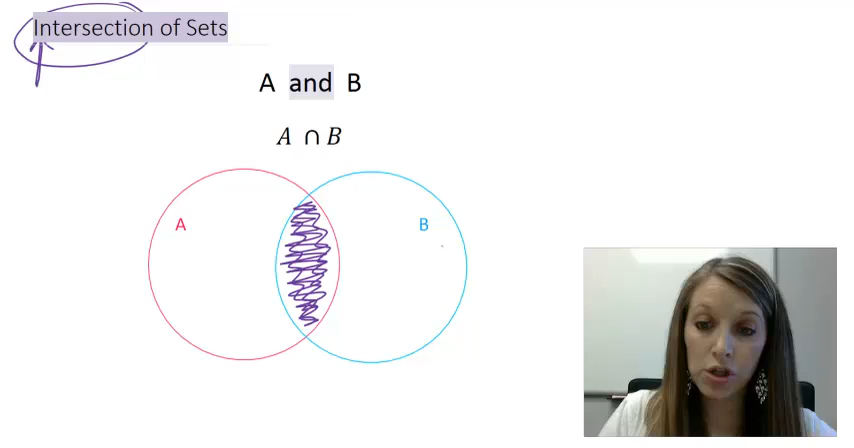 Intersection of Sets
A and B
A ∩ B
A
B